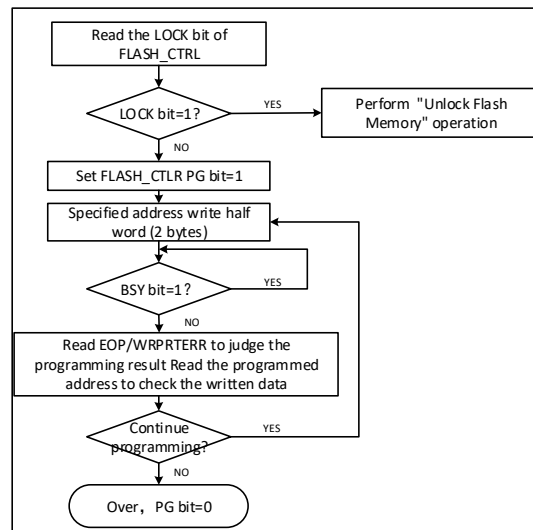 Read the LOCK bit of
FLASH_CTRL
LOCK bit=1?
YES
Perform "Unlock Flash
Memory" operation
NO
Set FLASH_CTLR PG bit=1
Specified address write half
word (2 bytes)
BSY bit=1?
YES
NO
Read EOP/WRPRTERR to judge the
programming result Read the programmed
address to check the written data
Continue
programming?
YES
NO
Over, PG bit=0